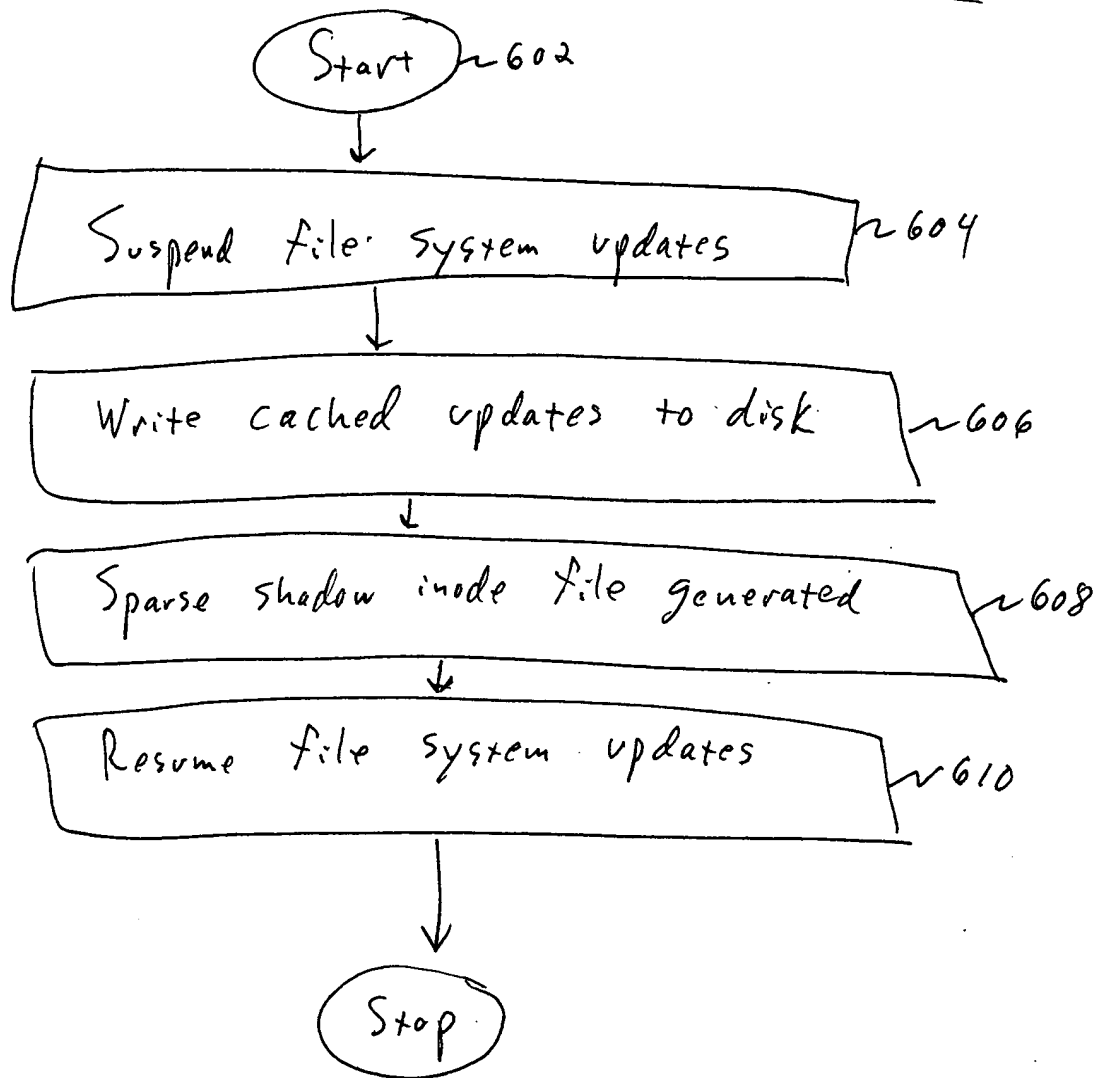 Start 602
Suspend file system updates 604
Write cached updates to disk 606
Sparse shadow inode file generated 608
Resume file system updates 610
Stop